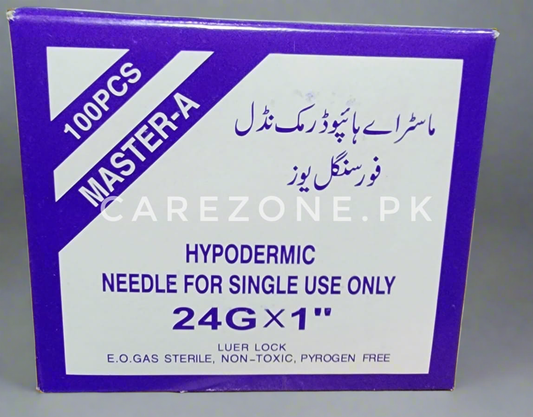 100PCS
MASTER-A
ماسٹر اے ہائپوڈرمک نڈل
فور سنگل یوز
CAREZONE.PK
HYPODERMIC
NEEDLE FOR SINGLE USE ONLY
24G×1"
LUER LOCK
E.O.GAS STERILE, NON-TOXIC, PYROGEN FREE